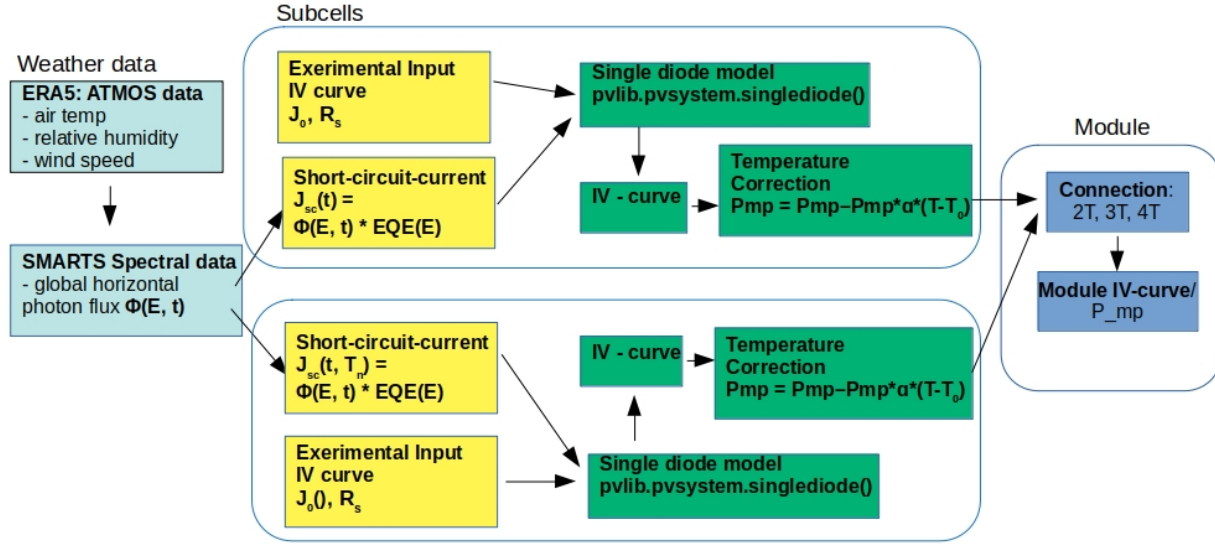 Subcells
Weather data
ERA5: ATMOS data
- air temp
- relative humidity
- wind speed
SMARTS Spectral data
- global horizontal
photon flux Φ(E, t)
Exerimental Input
IV curve
J₀, Rₛ
Short-circuit-current
Jsc(t) =
Φ(E, t) * EQE(E)
Single diode model
pvlib.pvsystem.singlediode()
IV - curve
Temperature
Correction
Pmp = Pmp–Pmp*α*(T-T₀)
Short-circuit-current
Jsc(t, Tn) =
Φ(E, t) * EQE(E)
Exerimental Input
IV curve
J₀(), Rₛ
IV - curve
Single diode model
pvlib.pvsystem.singlediode()
Temperature
Correction
Pmp = Pmp–Pmp*α*(T-T₀)
Module
Connection:
2T, 3T, 4T
Module IV-curve/
P_mp